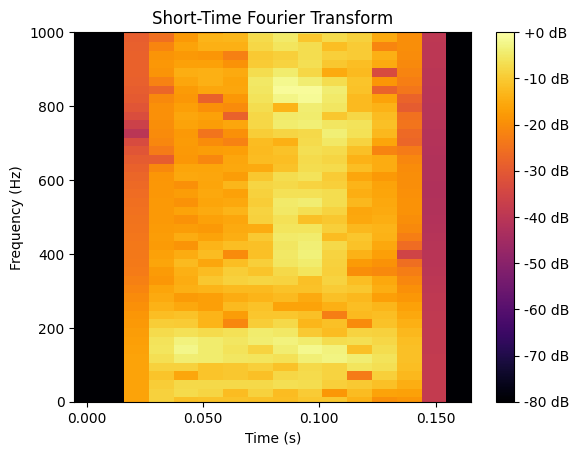 Short-Time Fourier Transform
1000
800
600
400
200
0
Frequency (Hz)
0.000
0.050
0.100
0.150
Time (s)
+0 dB
-10 dB
-20 dB
-30 dB
-40 dB
-50 dB
-60 dB
-70 dB
-80 dB